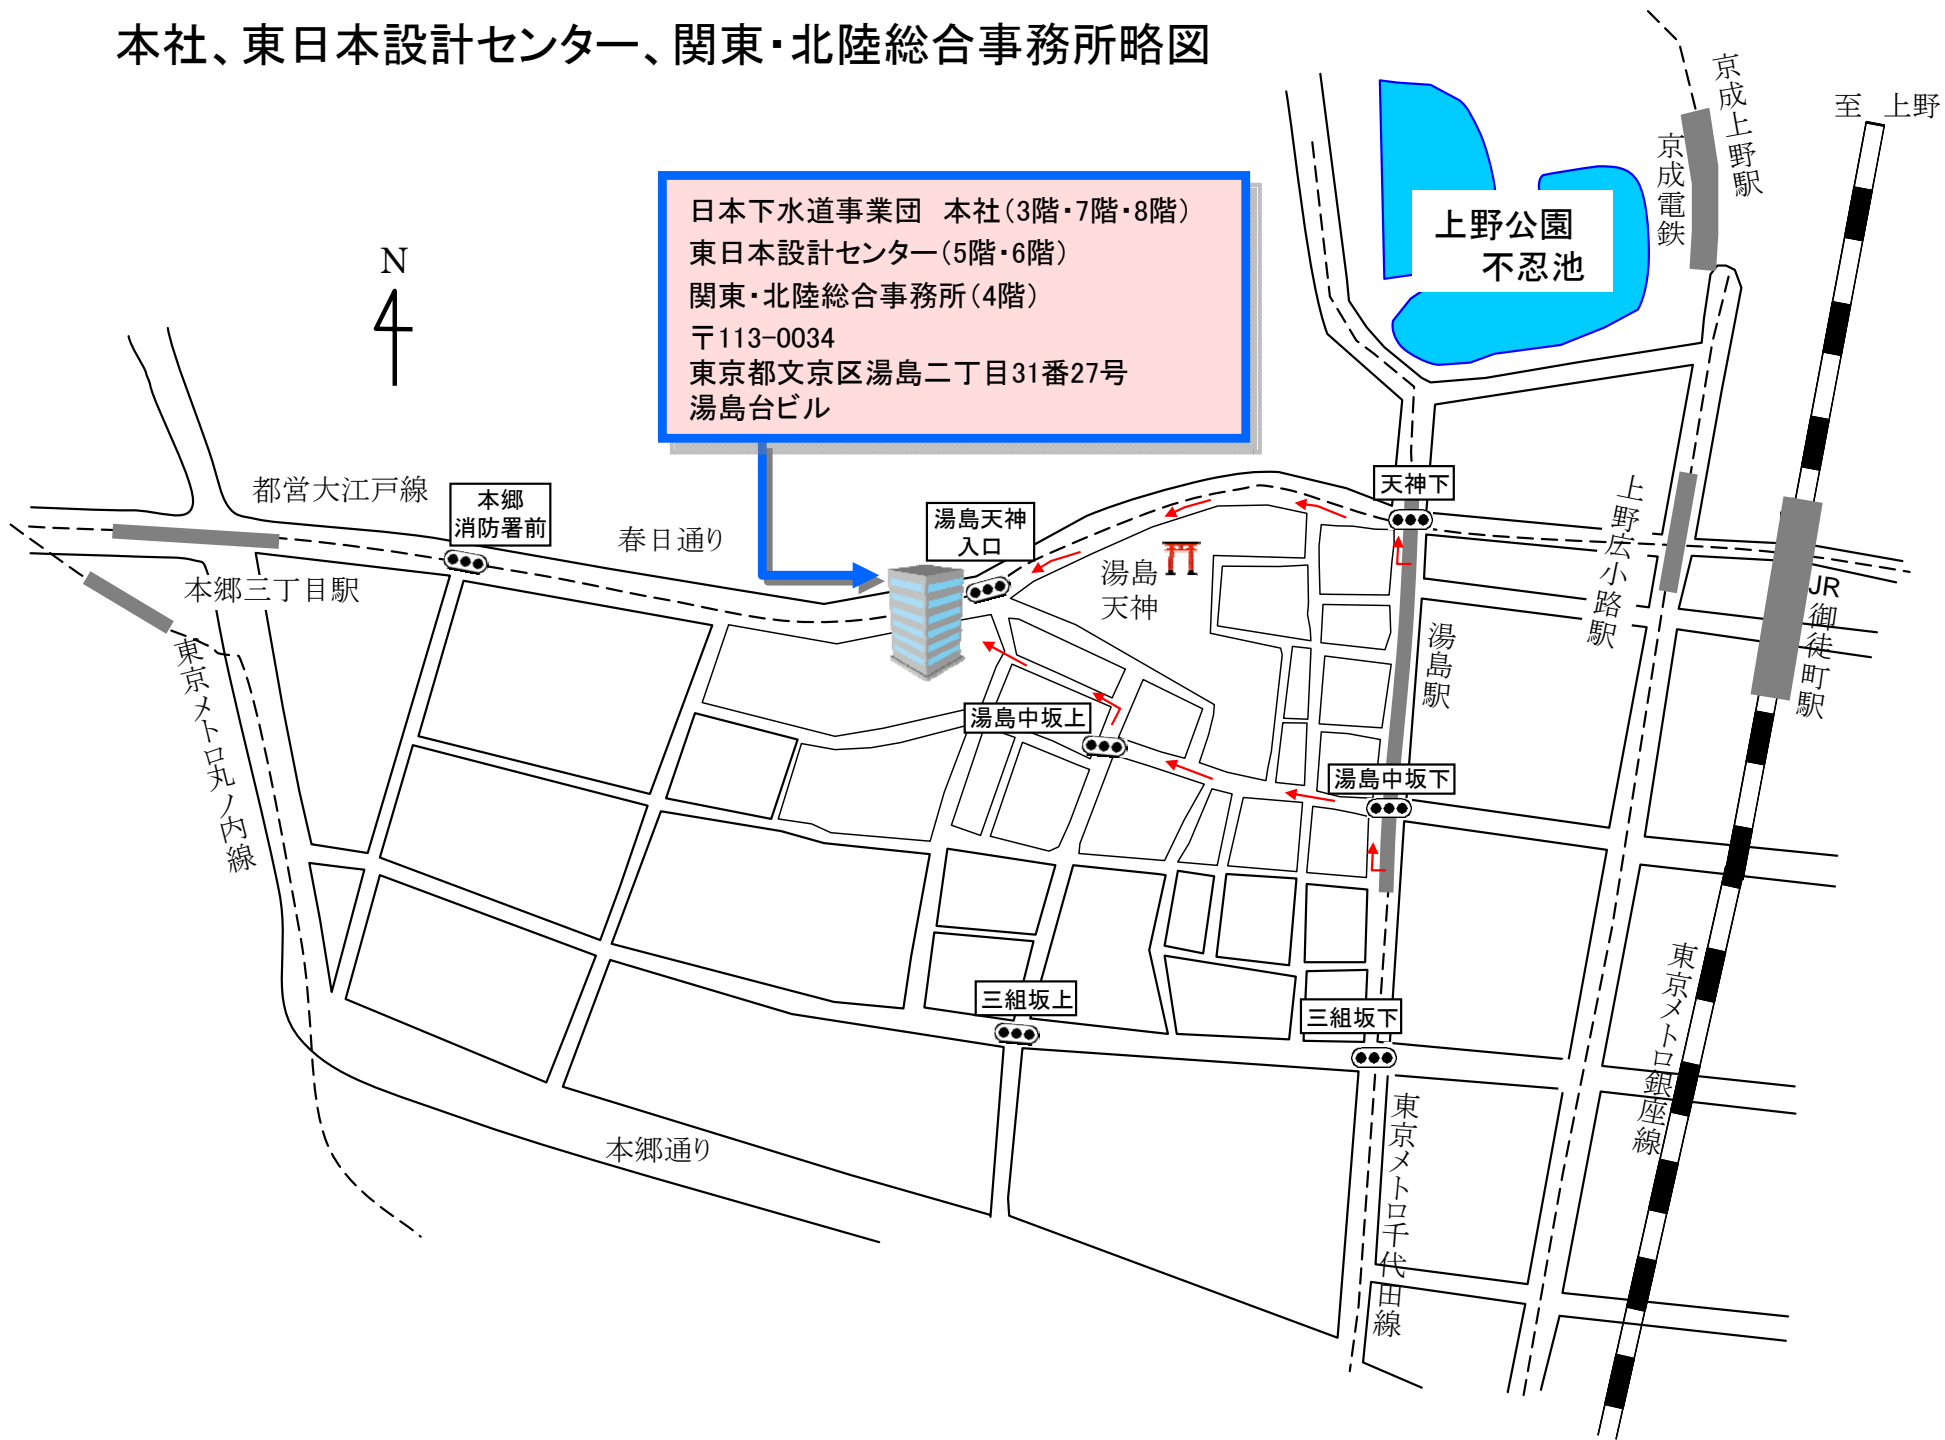 本社、東日本設計センター、関東・北陸総合事務所略図
至 上野
京成上野駅
京成電鉄
日本下水道事業団 本社(3階・7階・8階)
東日本設計センター(5階・6階)
関東・北陸総合事務所(4階)
〒113-0034
東京都文京区湯島二丁目31番27号
湯島台ビル
上野公園
不忍池
N
都営大江戸線
本郷
消防署前
春日通り
湯島天神
入口
天神下
上野広小路駅
湯島
天神
本郷三丁目駅
JR
御徒町駅
湯島駅
東京メトロ丸ノ内線
湯島中坂上
湯島中坂下
東京メトロ銀座線
三組坂上
三組坂下
東京メトロ千代田線
本郷通り